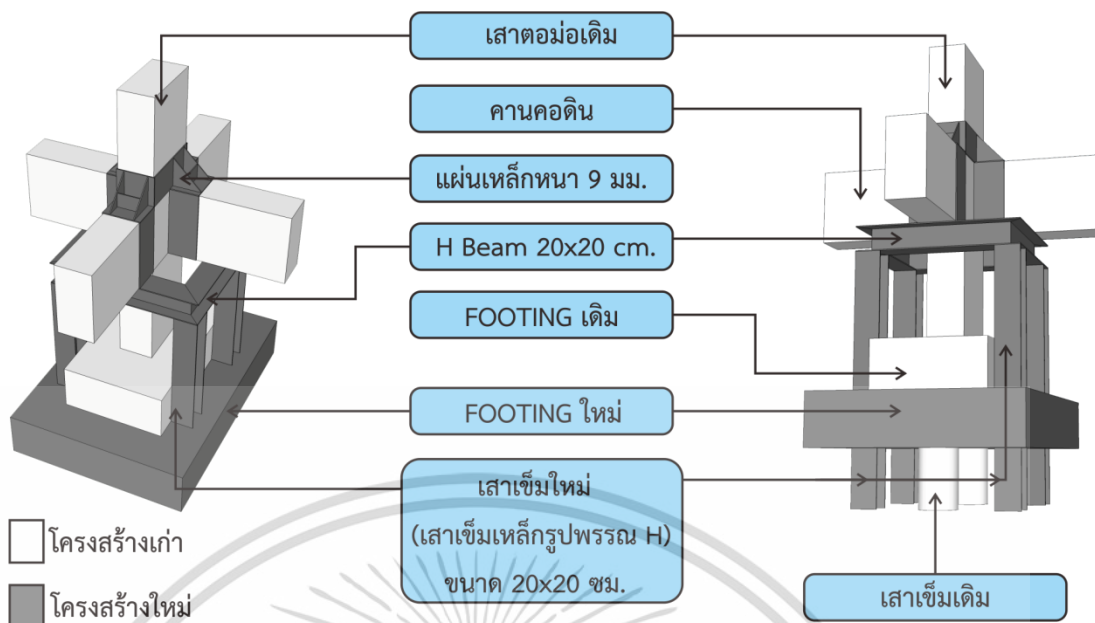 เสาตอม่อเดิม
คานคอดิน
แผ่นเหล็กหนา 9 มม.
H Beam 20x20 cm.
FOOTING เดิม
FOOTING ใหม่
เสาเข็มใหม่
(เสาเข็มเหล็กรูปพรรณ H)
ขนาด 20x20 ซม.
เสาเข็มเดิม
โครงสร้างเก่า
โครงสร้างใหม่